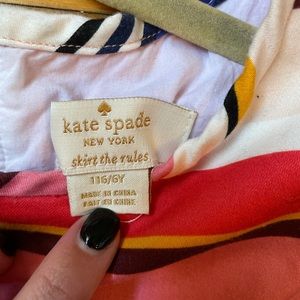 kate spade
NEW YORK
skirt the rules
116/6Y
MADE IN CHINA
FAIT EN CHINE